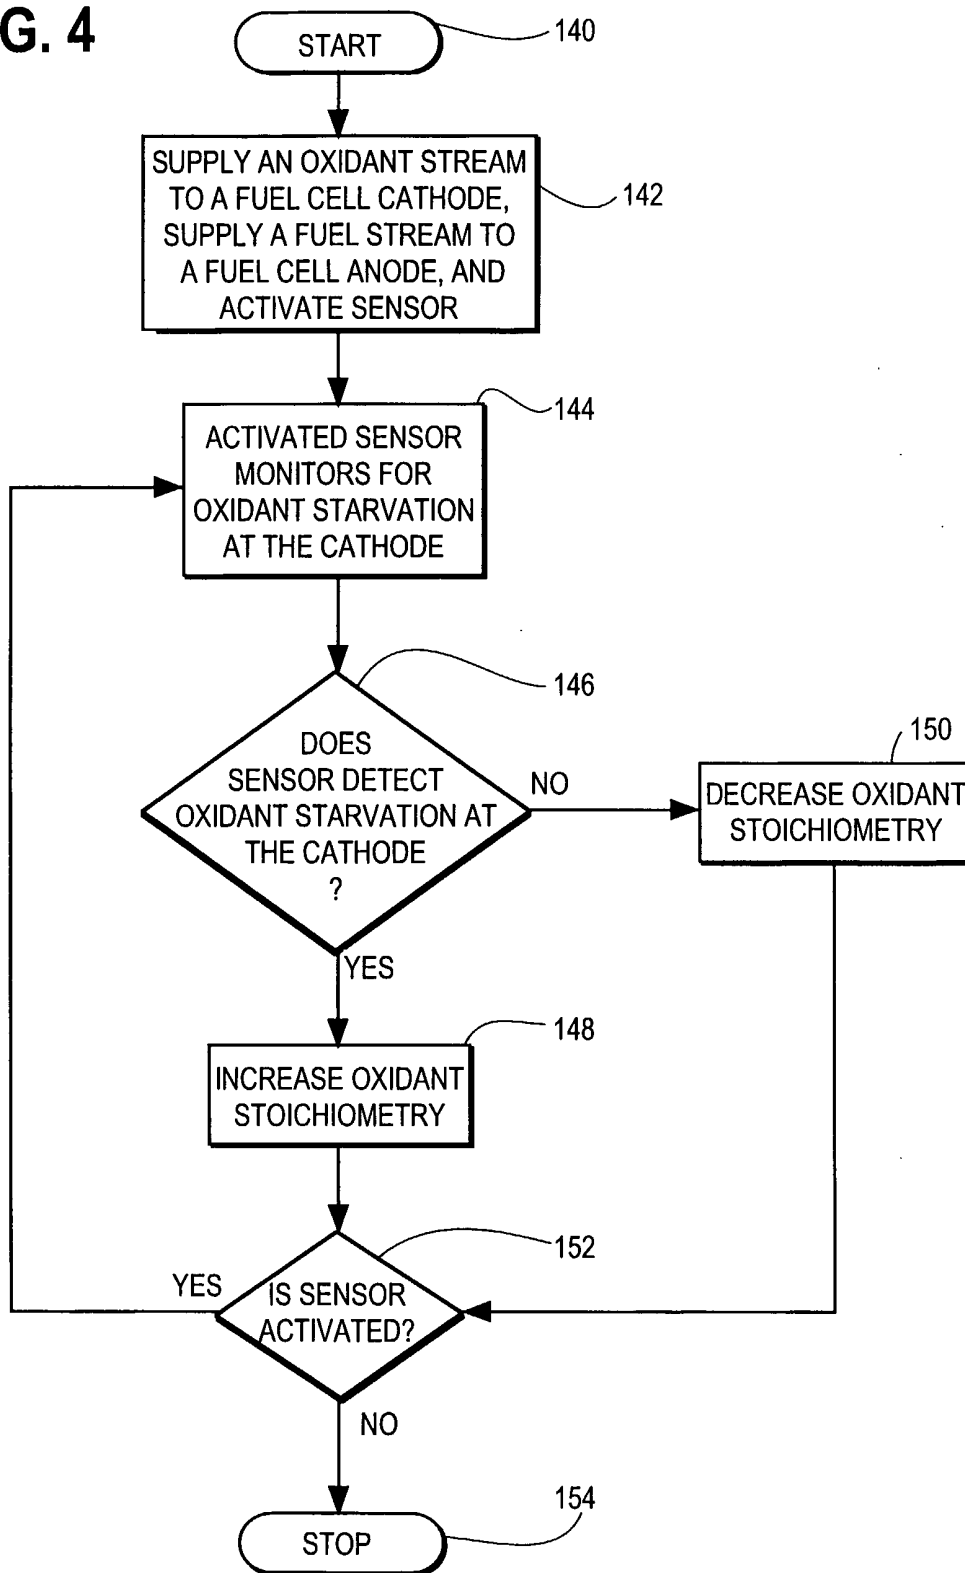 G. 4
START
140
SUPPLY AN OXIDANT STREAM
TO A FUEL CELL CATHODE,
SUPPLY A FUEL STREAM TO
A FUEL CELL ANODE, AND
ACTIVATE SENSOR
142
ACTIVATED SENSOR
MONITORS FOR
OXIDANT STARVATION
AT THE CATHODE
144
DOES
SENSOR DETECT
OXIDANT STARVATION AT
THE CATHODE
?
146
NO
DECREASE OXIDANT
STOICHIOMETRY
150
YES
INCREASE OXIDANT
STOICHIOMETRY
148
IS SENSOR
ACTIVATED?
152
YES
NO
STOP
154